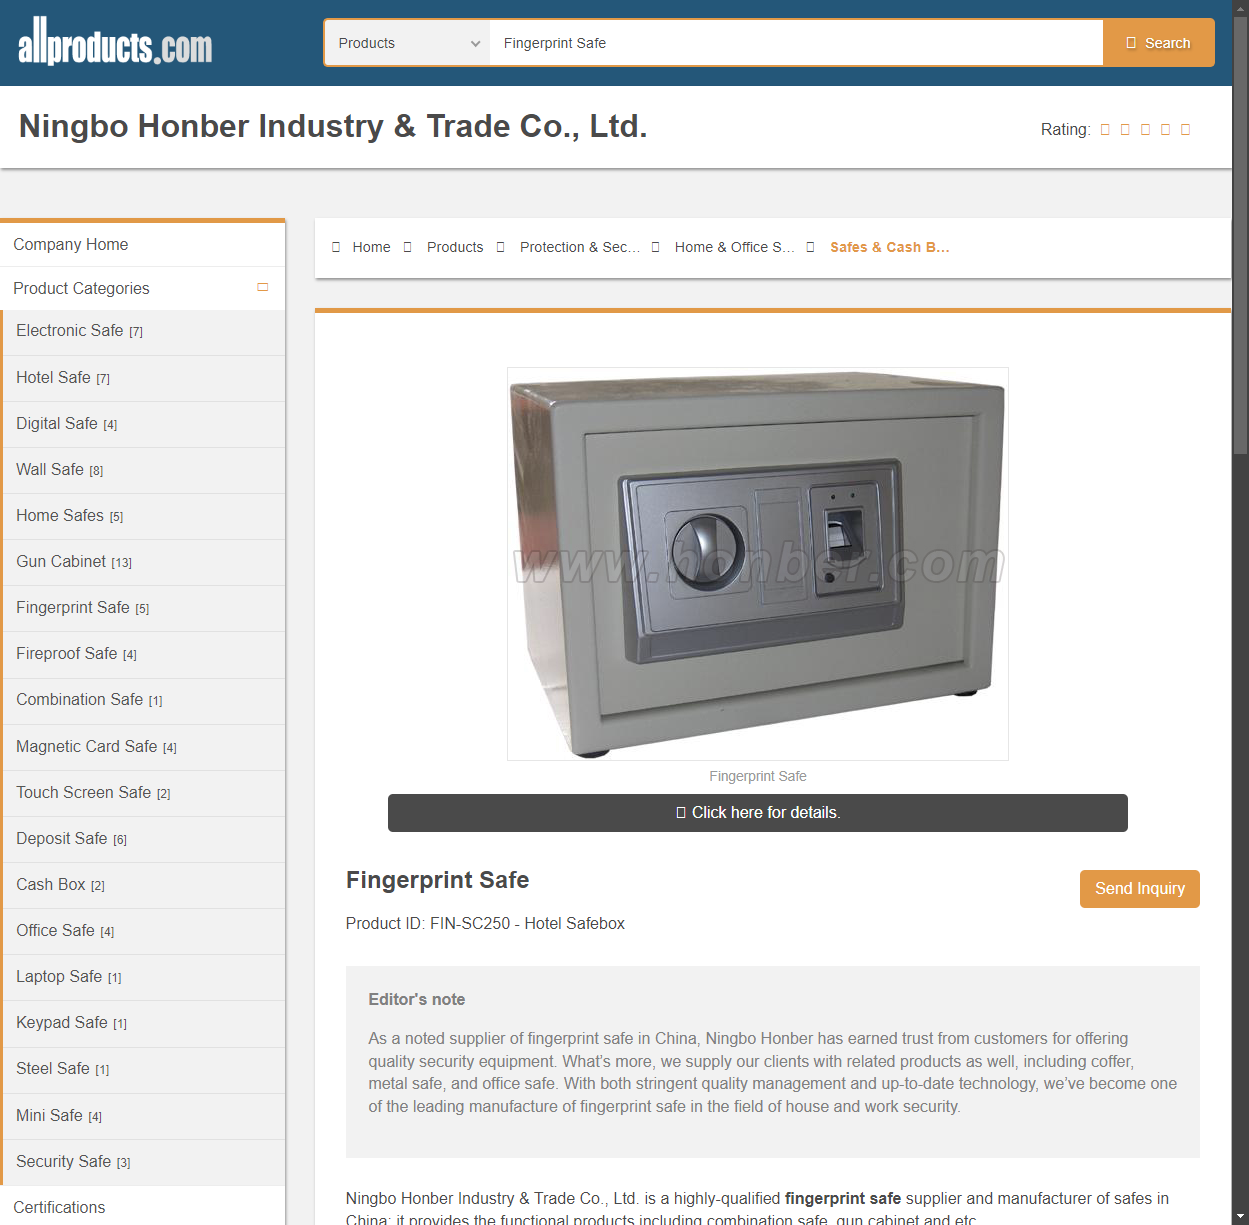 allproducts.com
Products
Fingerprint Safe
Search
Ningbo Honber Industry & Trade Co., Ltd.
Rating:
Company Home
Product Categories
Electronic Safe [7]
Hotel Safe [7]
Digital Safe [4]
Wall Safe [8]
Home Safes [5]
Gun Cabinet [13]
Fingerprint Safe [5]
Fireproof Safe [4]
Combination Safe [1]
Magnetic Card Safe [4]
Touch Screen Safe [2]
Deposit Safe [6]
Cash Box [2]
Office Safe [4]
Laptop Safe [1]
Keypad Safe [1]
Steel Safe [1]
Mini Safe [4]
Security Safe [3]
Certifications
Home
Products
Protection & Sec...
Home & Office S...
Safes & Cash B...
www.honber.com
Fingerprint Safe
Click here for details.
Fingerprint Safe
Send Inquiry
Product ID: FIN-SC250 - Hotel Safebox
Editor's note
As a noted supplier of fingerprint safe in China, Ningbo Honber has earned trust from customers for offering
quality security equipment. What’s more, we supply our clients with related products as well, including coffer,
metal safe, and office safe. With both stringent quality management and up-to-date technology, we’ve become one
of the leading manufacture of fingerprint safe in the field of house and work security.
Ningbo Honber Industry & Trade Co., Ltd. is a highly-qualified fingerprint safe supplier and manufacturer of safes in
China; it provides the functional products including combination safe, gun cabinet and etc.